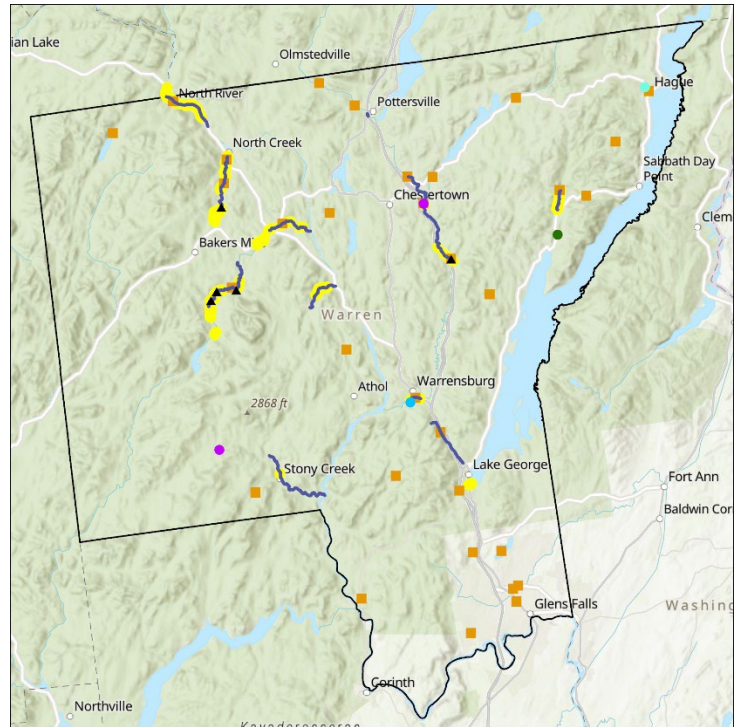 ian Lake
Olmstedville
North River
Pottersville
Hague
North Creek
Sabbath Day
Point
Chestertown
Clem
Bakers M
Warren
Athol
Warrensburg
2868 ft
Stony Creek
Lake George
Fort Ann
Baldwin Cor
Glens Falls
Washing
Corinth
Northville